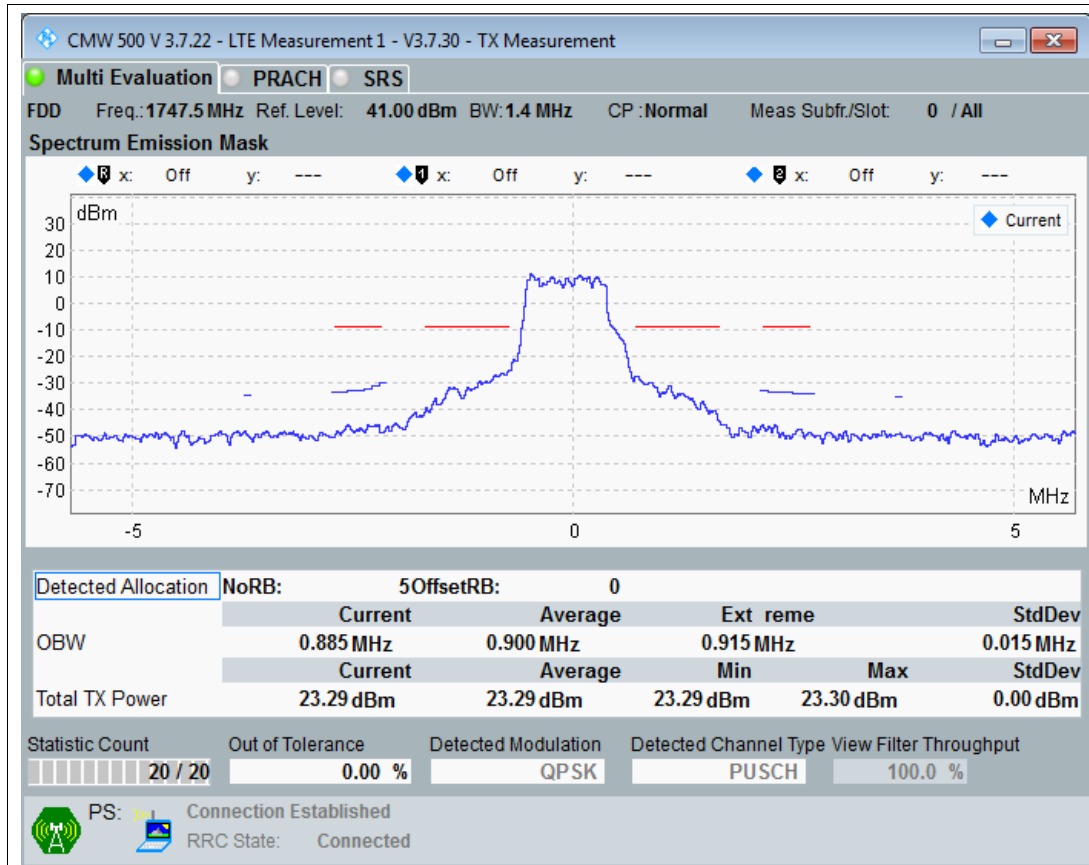 CMW 500 V 3.7.22 - LTE Measurement 1 - V3.7.30 - TX Measurement
Multi Evaluation PRACH SRS
FDD Freq.: 1747.5 MHz Ref. Level: 41.00 dBm BW: 1.4 MHz CP : Normal Meas Subfr./Slot: 0 / All
Spectrum Emission Mask
R x: Off y: --- 1 x: Off y: --- 2 x: Off y: ---
dBm
Current
30
20
10
0
-10
-20
-30
-40
-50
-60
-70
MHz
-5 0 5
Detected Allocation NoRB: 5 OffsetRB: 0
Current Average Ext reme StdDev
OBW 0.885 MHz 0.900 MHz 0.915 MHz 0.015 MHz
Current Average Min Max StdDev
Total TX Power 23.29 dBm 23.29 dBm 23.29 dBm 23.30 dBm 0.00 dBm
Statistic Count Out of Tolerance Detected Modulation Detected Channel Type View Filter Throughput
20 / 20 0.00 % QPSK PUSCH 100.0 %
PS: Connection Established
RRC State: Connected